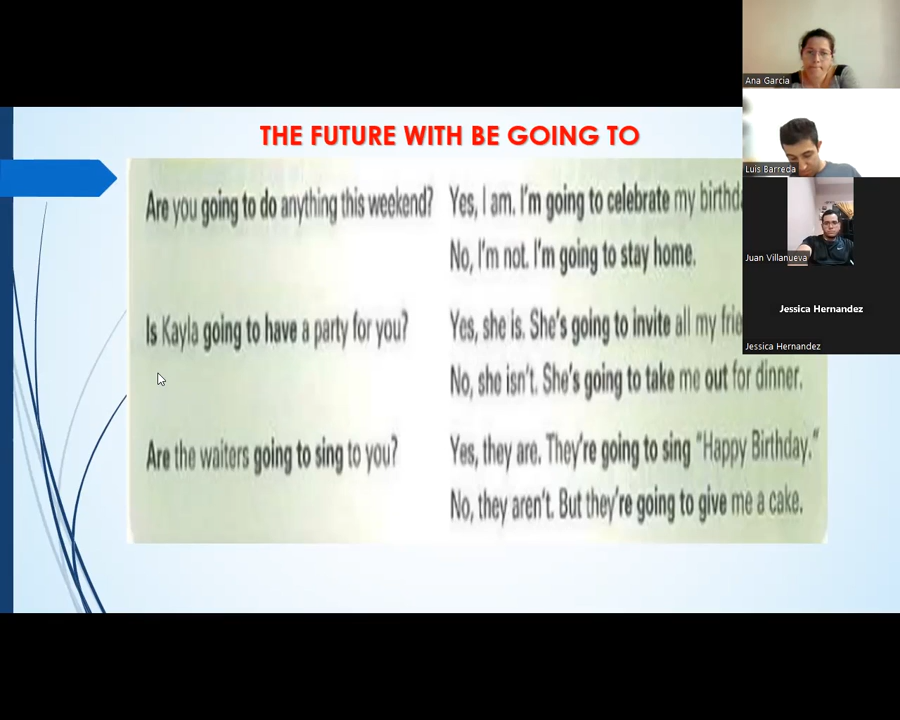 THE FUTURE WITH BE GOING TO
Are you going to do anything this weekend?
Yes, I am. I'm going to celebrate my
No, I'm not. I'm going to stay home.
Is Kayla going to have a party for you?
Yes, she is. She's going to invite all my
No, she isn't. She's going to take me out for dinner.
Are the waiters going to sing to you?
Yes, they are. They're going to sing "Happy Birthday."
No, they aren't. But they're going to give me a cake.
Ana Garcia
Luis Barreda
Juan Villanueva
Jessica Hernandez
Jessica Hernandez